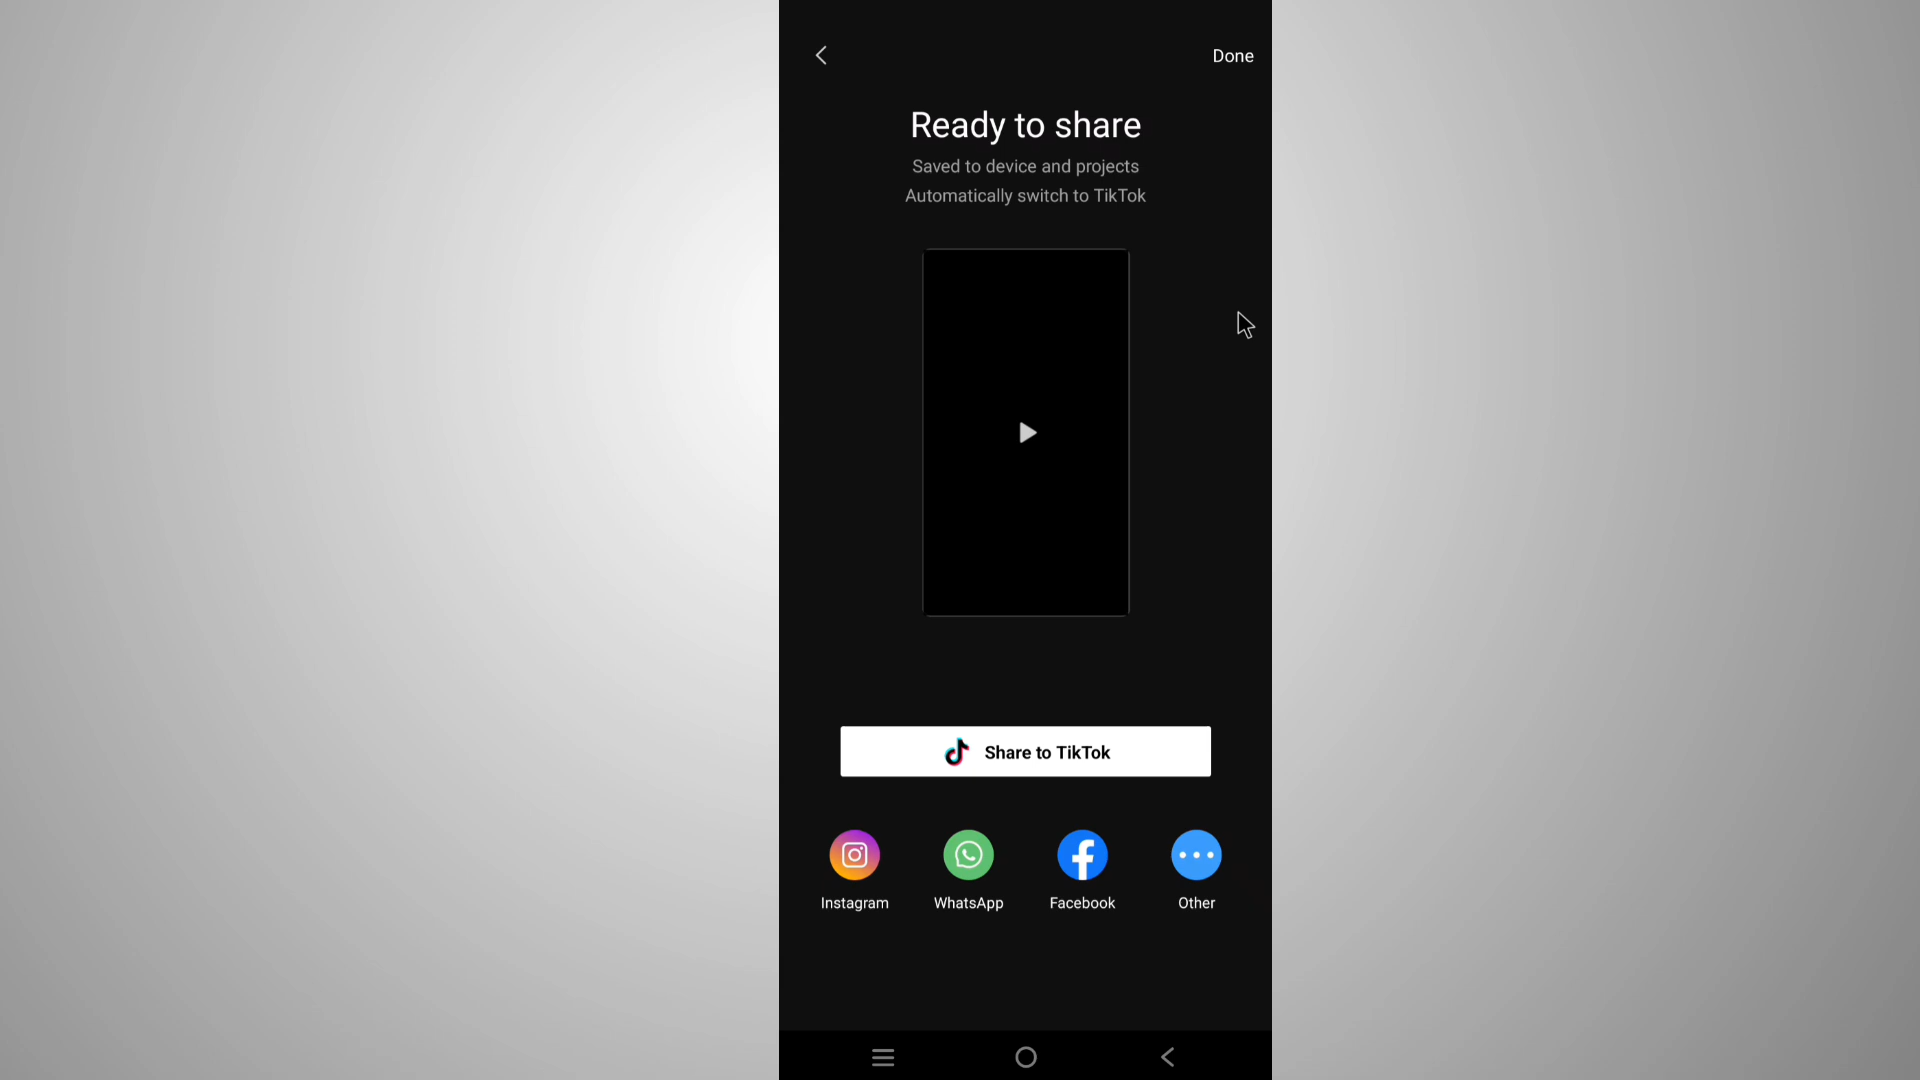 Done
Ready to share
Saved to device and projects
Automatically switch to TikTok
Share to TikTok
Instagram
WhatsApp
Facebook
Other